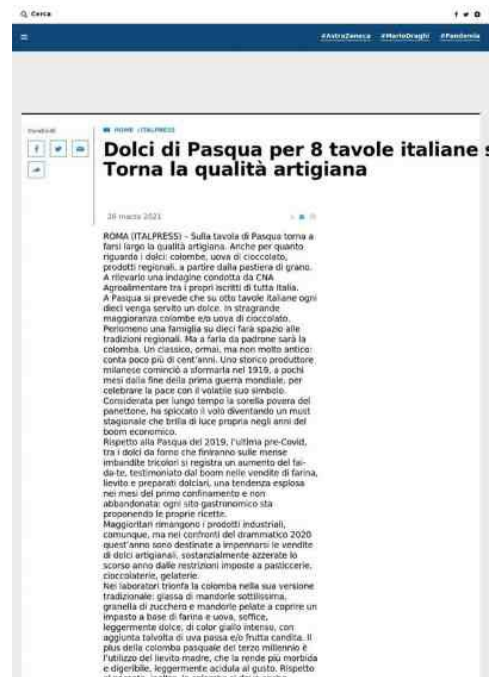 Cerca
#AstraZeneca #MarioDraghi #Pandemia
Condividi
HOME (ITALPRESS)
Dolci di Pasqua per 8 tavole italiane s
Torna la qualità artigiana
26 marzo 2021
ROMA (ITALPRESS) – Sulla tavola di Pasqua torna a
farsi largo la qualità artigiana. Anche per quanto
riguarda i dolci: colombe, uova di cioccolato,
prodotti regionali, a partire dalla pastiera di grano.
A rilevarlo una indagine condotta da CNA
Agroalimentare tra i propri iscritti di tutta Italia.
A Pasqua si prevede che su otto tavole italiane ogni
dieci venga servito un dolce. In stragrande
maggioranza colombe e/o uova di cioccolato.
Perlomeno una famiglia su dieci farà spazio alle
tradizioni regionali. Ma a farla da padrone sarà la
colomba. Un classico, ormai, ma non molto antico:
conta poco più di cent'anni. Uno storico produttore
milanese cominciò a sfornarla nel 1919, a pochi
mesi dalla fine della prima guerra mondiale, per
celebrare la pace con il volatile suo simbolo.
Considerata per lungo tempo la sorella povera del
panettone, ha spiccato il volo diventando un must
stagionale che brilla di luce propria negli anni del
boom economico.
Rispetto alla Pasqua del 2019, l'ultima pre-Covid,
tra i dolci da forno che finiranno sulle mense
imbandite tricolori si registra un aumento del fai-
da-te, testimoniato dal boom nelle vendite di farina,
lievito e preparati dolciari, una tendenza esplosa
nei mesi del primo confinamento e non
abbandonata: ogni sito gastronomico sta
proponendo le proprie ricette.
Maggioritari rimangono i prodotti industriali,
comunque, ma nei confronti del drammatico 2020
quest'anno sono destinate a impennarsi le vendite
di dolci artigianali, sostanzialmente azzerate lo
scorso anno dalle restrizioni imposte a pasticcerie,
cioccolaterie, gelaterie.
Nei laboratori trionfa la colomba nella sua versione
tradizionale: glassa di mandorle sottilissima,
granella di zucchero e mandorle pelate a coprire un
impasto a base di farina e uova, soffice,
leggermente dolce, di color giallo intenso, con
aggiunta talvolta di uva passa e/o frutta candita. Il
plus della colomba pasquale del terzo millennio è
l'utilizzo del lievito madre, che la rende più morbida
e digeribile, leggermente acidula al gusto. Rispetto